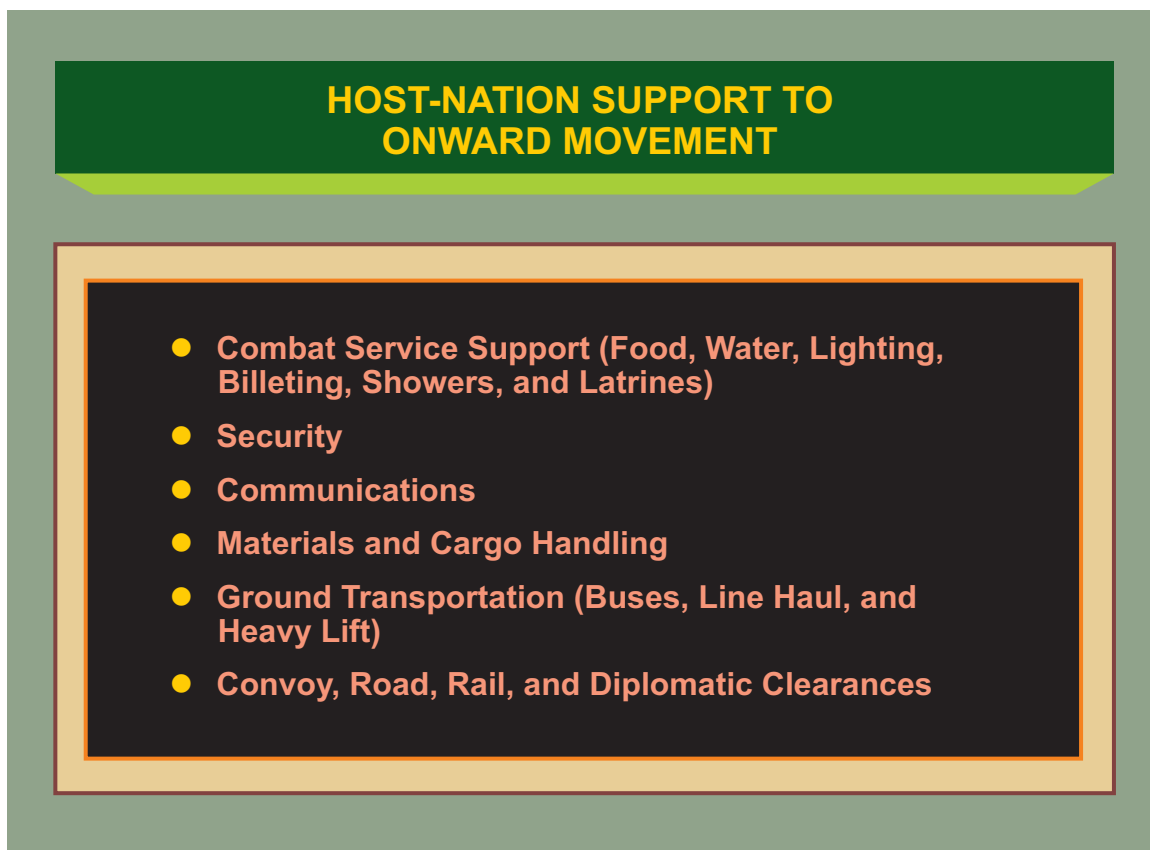 HOST-NATION SUPPORT TO
ONWARD MOVEMENT
● Combat Service Support (Food, Water, Lighting,
Billeting, Showers, and Latrines)
● Security
● Communications
● Materials and Cargo Handling
● Ground Transportation (Buses, Line Haul, and
Heavy Lift)
● Convoy, Road, Rail, and Diplomatic Clearances